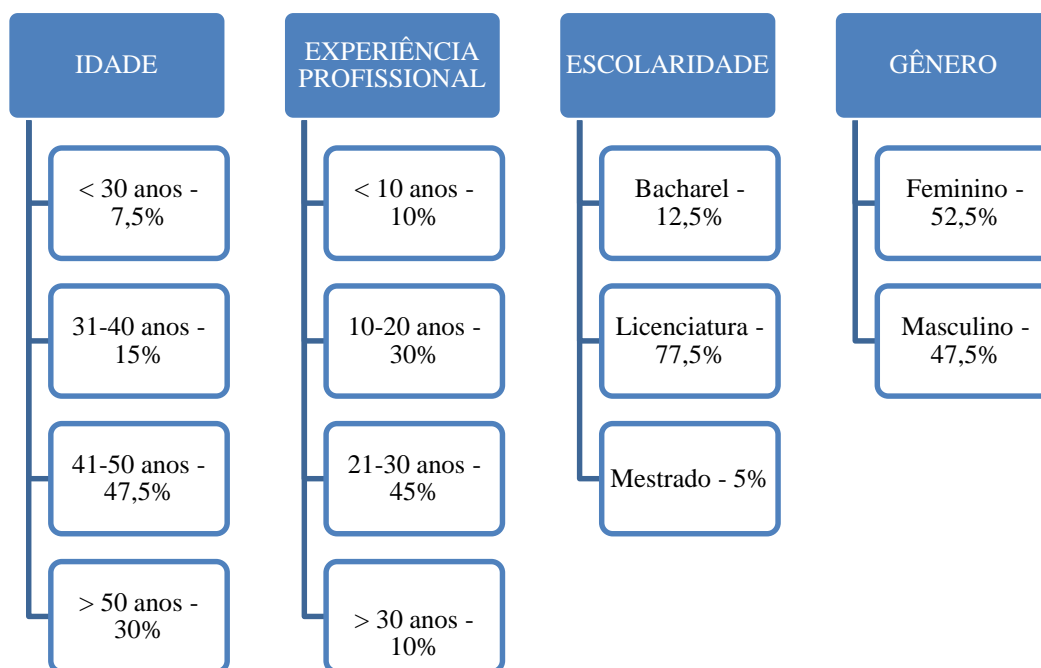 IDADE
< 30 anos -
7,5%
31-40 anos -
15%
41-50 anos -
47,5%
> 50 anos -
30%
EXPERIÊNCIA
PROFISSIONAL
< 10 anos -
10%
10-20 anos -
30%
21-30 anos -
45%
> 30 anos -
10%
ESCOLARIDADE
Bacharel -
12,5%
Licenciatura -
77,5%
Mestrado - 5%
GÊNERO
Feminino -
52,5%
Masculino -
47,5%